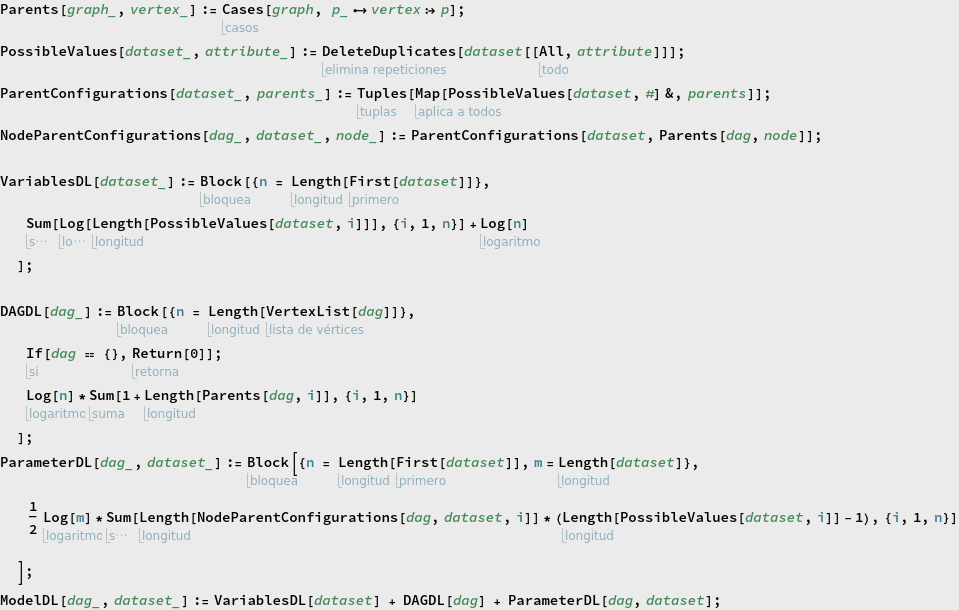 Parents[graph_, vertex_] := Cases[graph, p_ ↔ vertex :> p];
casos
PossibleValues[dataset_, attribute_] := DeleteDuplicates[dataset[[All, attribute]]];
elimina repeticiones todo
ParentConfigurations[dataset_, parents_] := Tuples[Map[PossibleValues[dataset, #] &, parents]];
tuplas aplica a todos
NodeParentConfigurations[dag_, dataset_, node_] := ParentConfigurations[dataset, Parents[dag, node]];
VariablesDL[dataset_] := Block[{n = Length[First[dataset]]},
bloquea longitud primero
Sum[Log[Length[PossibleValues[dataset, i]]], {i, 1, n}] + Log[n]
s⋯ lo⋯ longitud logaritmo
];
DAGDL[dag_] := Block[{n = Length[VertexList[dag]]},
bloquea longitud lista de vértices
If[dag == {}, Return[0]];
si retorna
Log[n] * Sum[1 + Length[Parents[dag, i]], {i, 1, n}]
logaritmo suma longitud
];
ParameterDL[dag_, dataset_] := Block[{n = Length[First[dataset]], m = Length[dataset]},
bloquea longitud primero longitud
1/2 Log[m] * Sum[Length[NodeParentConfigurations[dag, dataset, i]] * (Length[PossibleValues[dataset, i]] - 1), {i, 1, n}]
logaritmo s⋯ longitud longitud
];
ModelDL[dag_, dataset_] := VariablesDL[dataset] + DAGDL[dag] + ParameterDL[dag, dataset];